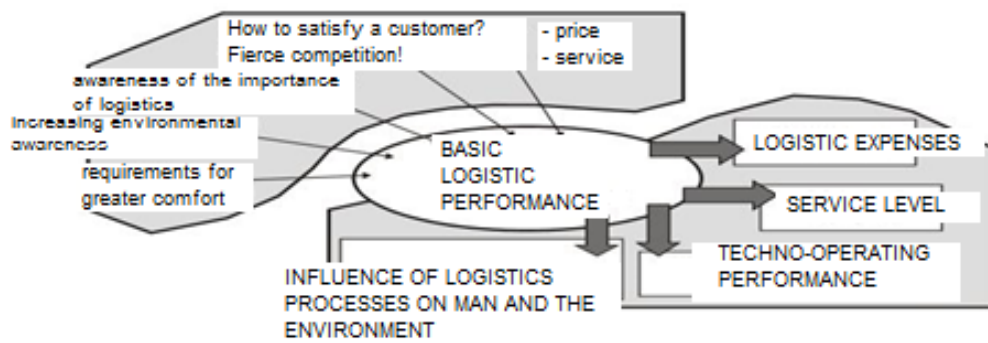 How to satisfy a customer?
Fierce competition!
- price
- service
awareness of the importance
of logistics
increasing environmental
awareness
requirements for
greater comfort
BASIC
LOGISTIC
PERFORMANCE
LOGISTIC EXPENSES
SERVICE LEVEL
TECHNO-OPERATING
PERFORMANCE
INFLUENCE OF LOGISTICS
PROCESSES ON MAN AND THE
ENVIRONMENT